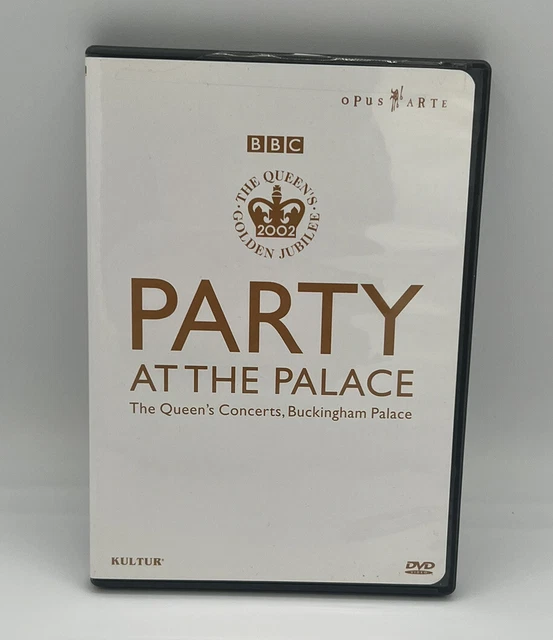 OPUS ARTE
BBC
·THE QUEEN'S·
2002
GOLDEN JUBILEE
PARTY
AT THE PALACE
The Queen's Concerts, Buckingham Palace
KULTUR
DVD
VIDEO